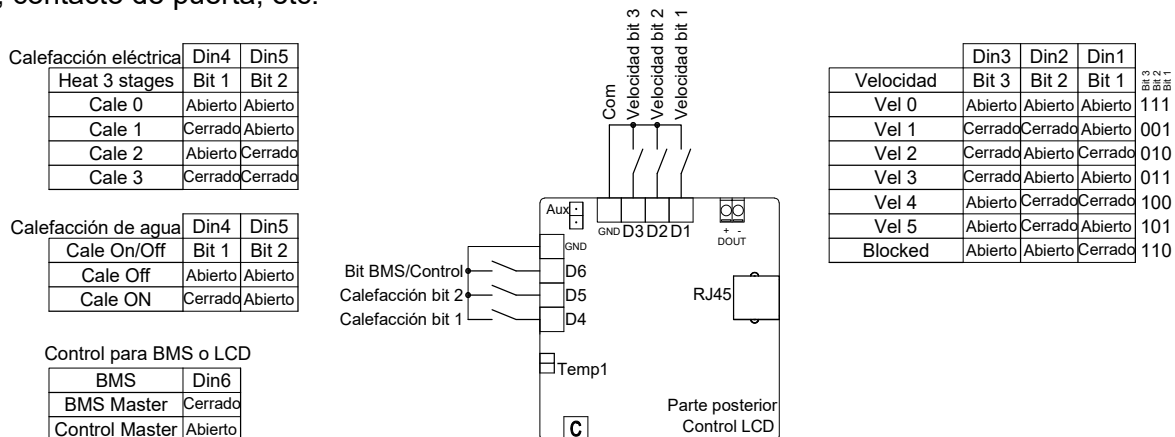 , contacto de puerta, etc.
Calefacción eléctrica Din4 Din5
Heat 3 stages Bit 1 Bit 2
Cale 0 Abierto Abierto
Cale 1 Cerrado Abierto
Cale 2 Abierto Cerrado
Cale 3 Cerrado Cerrado
Calefacción de agua Din4 Din5
Cale On/Off Bit 1 Bit 2
Cale Off Abierto Abierto
Cale ON Cerrado Abierto
Control para BMS o LCD
BMS Din6
BMS Master Cerrado
Control Master Abierto
Com
Velocidad bit 3
Velocidad bit 2
Velocidad bit 1
Aux
GND D3 D2 D1
+ -
DOUT
GND
Bit BMS/Control D6
Calefacción bit 2 D5
Calefacción bit 1 D4
RJ45
Temp1
C
Parte posterior
Control LCD
Din3 Din2 Din1
Velocidad Bit 3 Bit 2 Bit 1
Bit 3
Bit 2
Bit 1
Vel 0 Abierto Abierto Abierto 111
Vel 1 Cerrado Cerrado Abierto 001
Vel 2 Cerrado Abierto Cerrado 010
Vel 3 Cerrado Abierto Abierto 011
Vel 4 Abierto Cerrado Cerrado 100
Vel 5 Abierto Cerrado Abierto 101
Blocked Abierto Abierto Cerrado 110